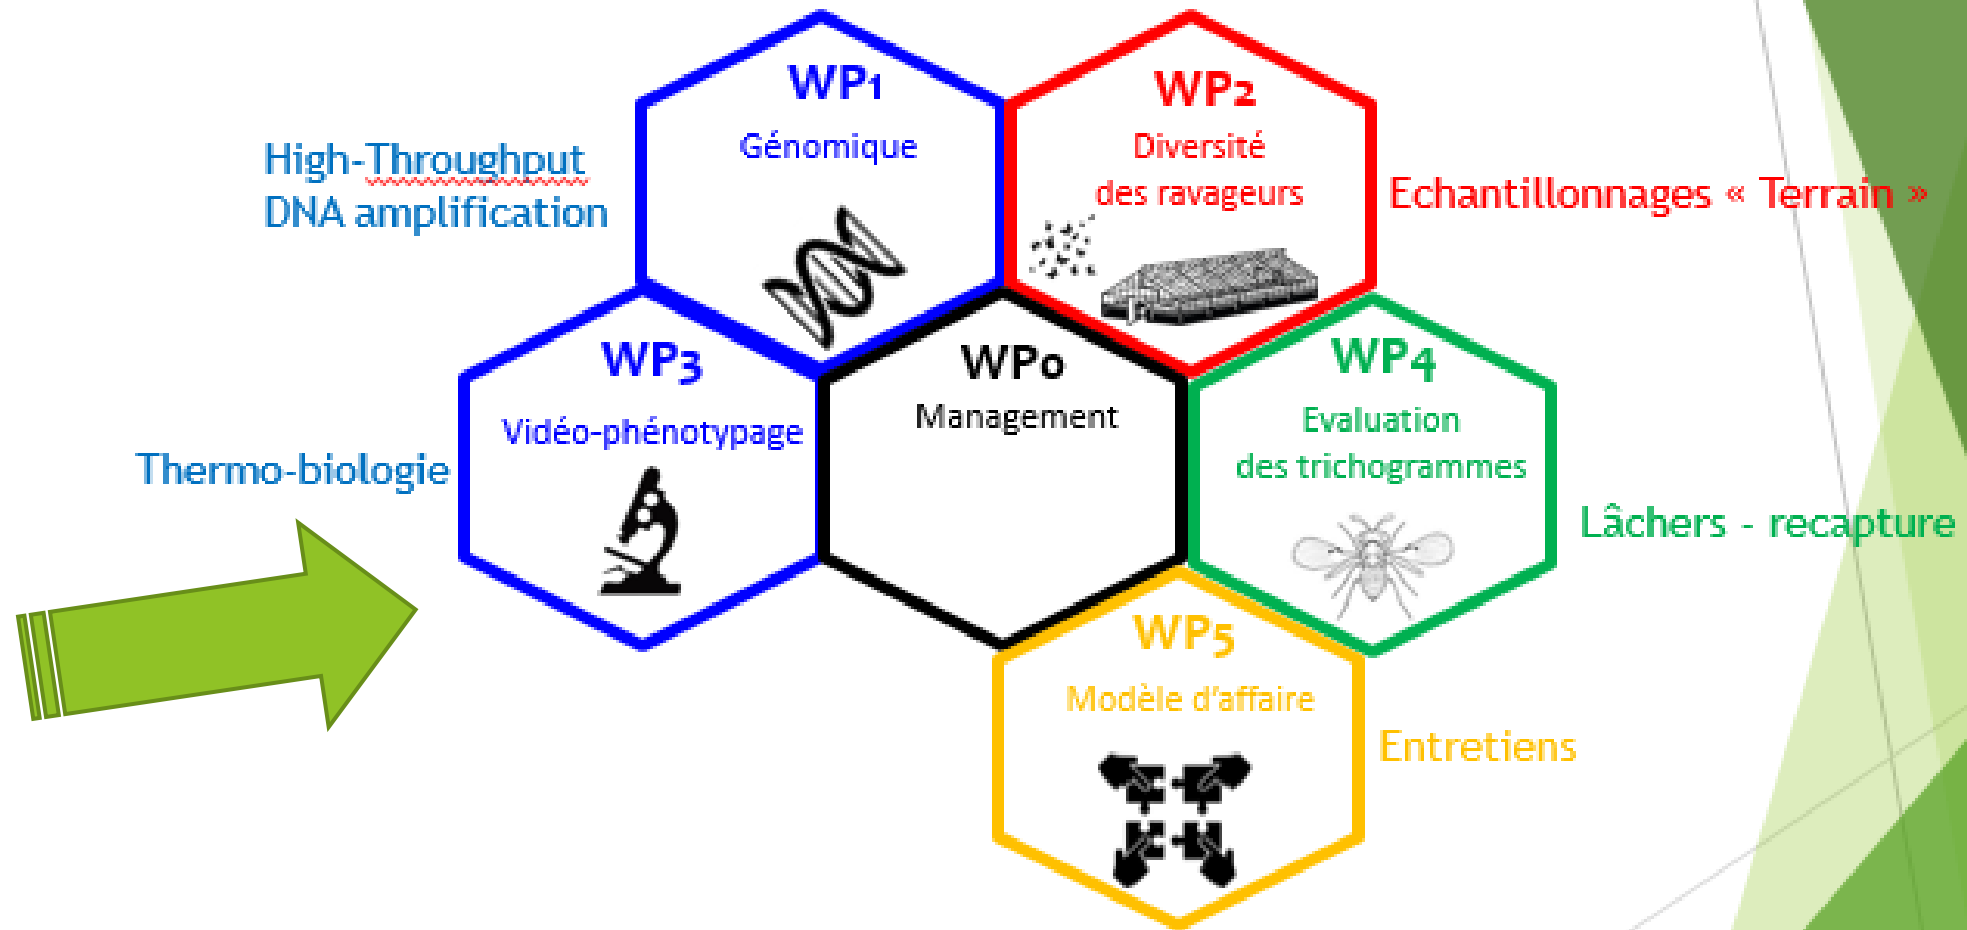 WP1
Génomique
High-Throughput
DNA amplification
WP2
Diversité
des ravageurs
Echantillonnages « Terrain »
WP3
Vidéo-phénotypage
Thermo-biologie
WP0
Management
WP4
Evaluation
des trichogrammes
Lâchers - recapture
WP5
Modèle d'affaire
Entretiens